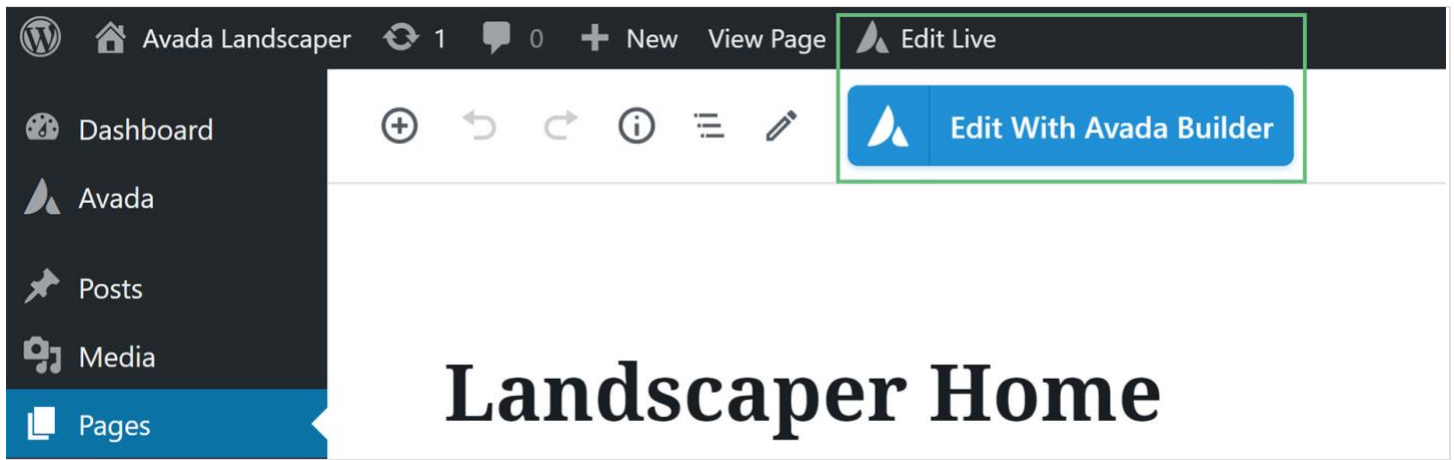 Avada Landscaper 1 0 New View Page Edit Live
Dashboard
Edit With Avada Builder
Avada
Posts
Media
Landscaper Home
Pages